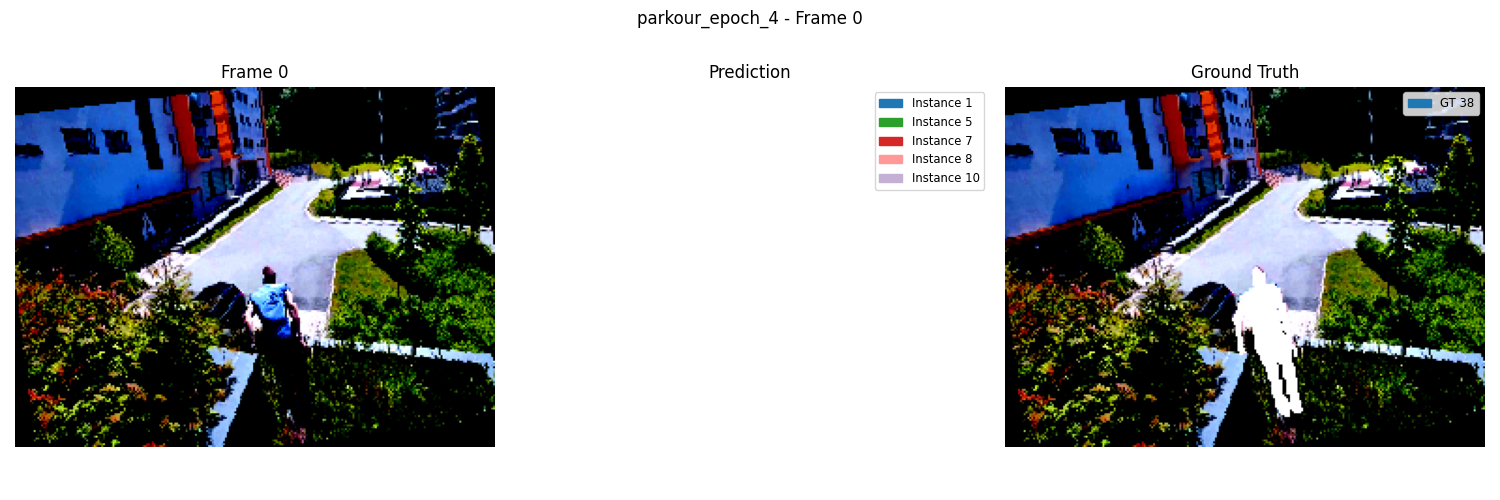 parkour_epoch_4 - Frame 0
Frame 0
Prediction
Ground Truth
Instance 1
Instance 5
Instance 7
Instance 8
Instance 10
GT 38